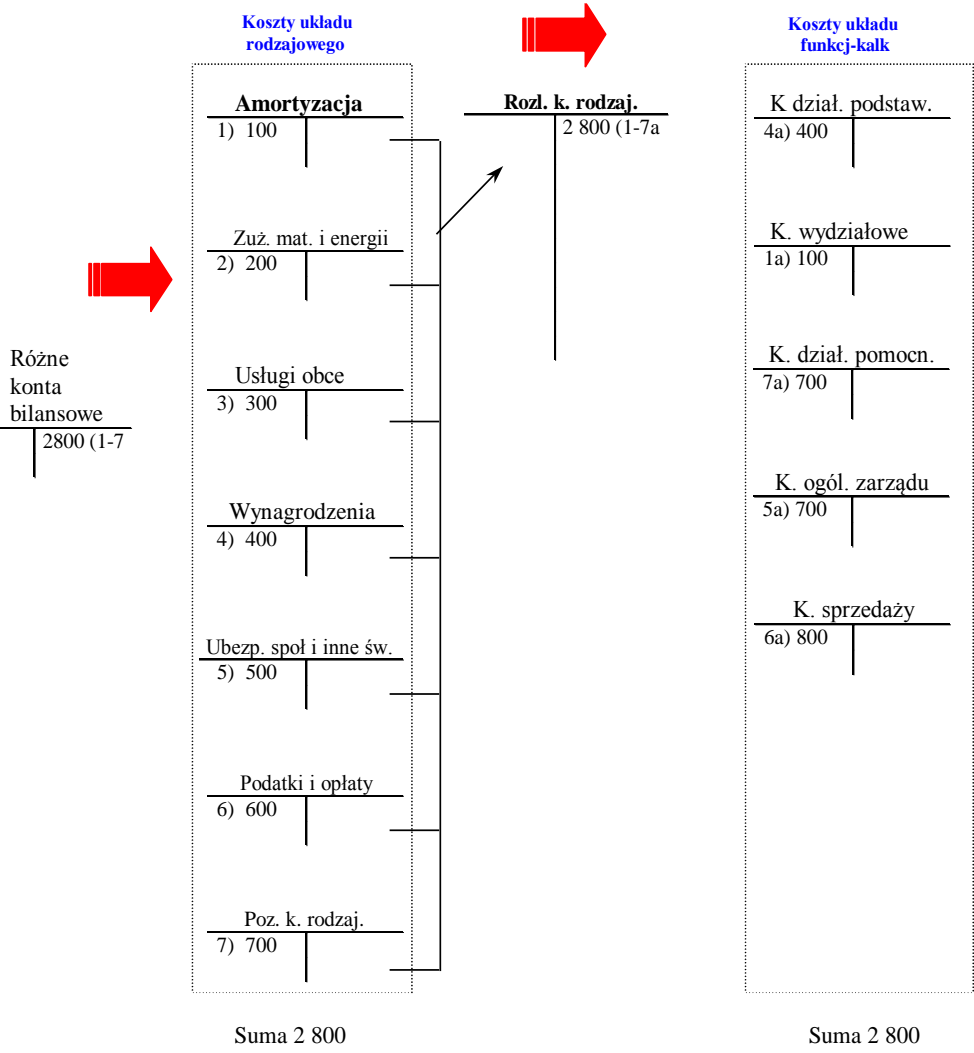 Koszty układu
rodzajowego
Koszty układu
funkcj-kalk
Amortyzacja
1) 100
Rozl. k. rodzaj.
2 800 (1-7a
K dział. podstaw.
4a) 400
Zuż. mat. i energii
2) 200
K. wydziałowe
1a) 100
Różne
konta
bilansowe
2800 (1-7
Usługi obce
3) 300
K. dział. pomocn.
7a) 700
Wynagrodzenia
4) 400
K. ogól. zarządu
5a) 700
Ubezp. społ i inne św.
5) 500
K. sprzedaży
6a) 800
Podatki i opłaty
6) 600
Poz. k. rodzaj.
7) 700
Suma 2 800
Suma 2 800